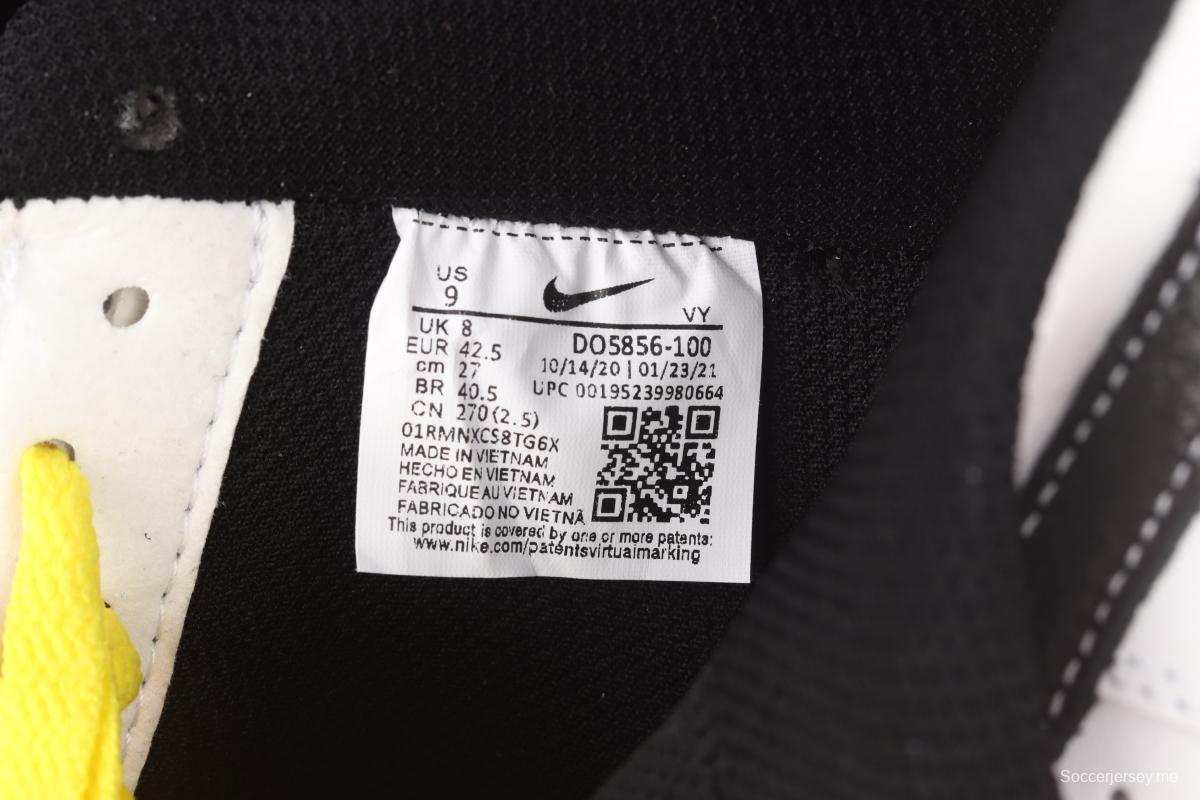 US
9
VY
UK 8
EUR 42.5
cm 27
BR 40.5
CN 270(2.5)
DO5856-100
10/14/20 | 01/23/21
UPC 00195239980664
01RMNXCS8TG6X
MADE IN VIETNAM
HECHO EN VIETNAM
FABRIQUE AU VIETNAM
FABRICADO NO VIETNÃ
This product is covered by one or more patents:
www.nike.com/patentsvirtualmarking
Soccerjersey.me